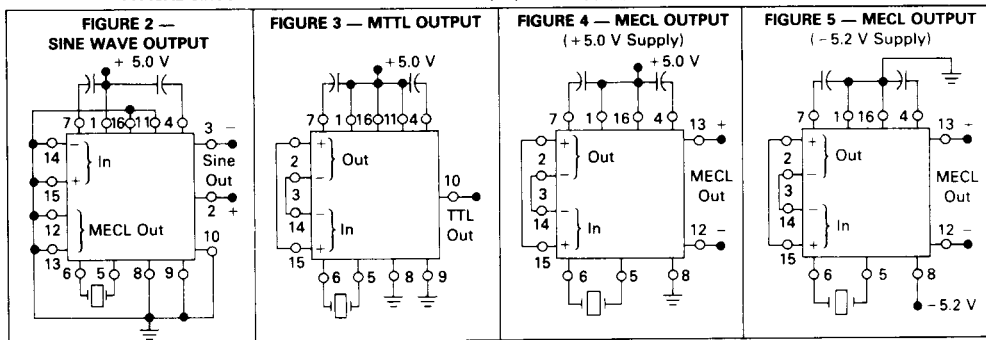 FIGURE 2 —
SINE WAVE OUTPUT
+ 5.0 V
7 1 16 11 4
3 −
− 
14
In
Sine
Out
+
15
2 +
12
MECL Out
10
13
6 5 8 9
FIGURE 3 — MTTL OUTPUT
+ 5.0 V
7 1 16 11 4
+
2
Out
−
3
10
−
14
TTL
Out
In
+
15
6 5 8 9
FIGURE 4 — MECL OUTPUT
(+5.0 V Supply)
+5.0 V
7 1 16 4
13 +
+
2
Out
−
3
MECL
Out
−
14
In
12 −
+
15
6 5 8
FIGURE 5 — MECL OUTPUT
(−5.2 V Supply)
7 1 16 4
13 +
+
2
Out
−
3
MECL
Out
−
14
In
12 −
+
15
6 5 8
−5.2 V